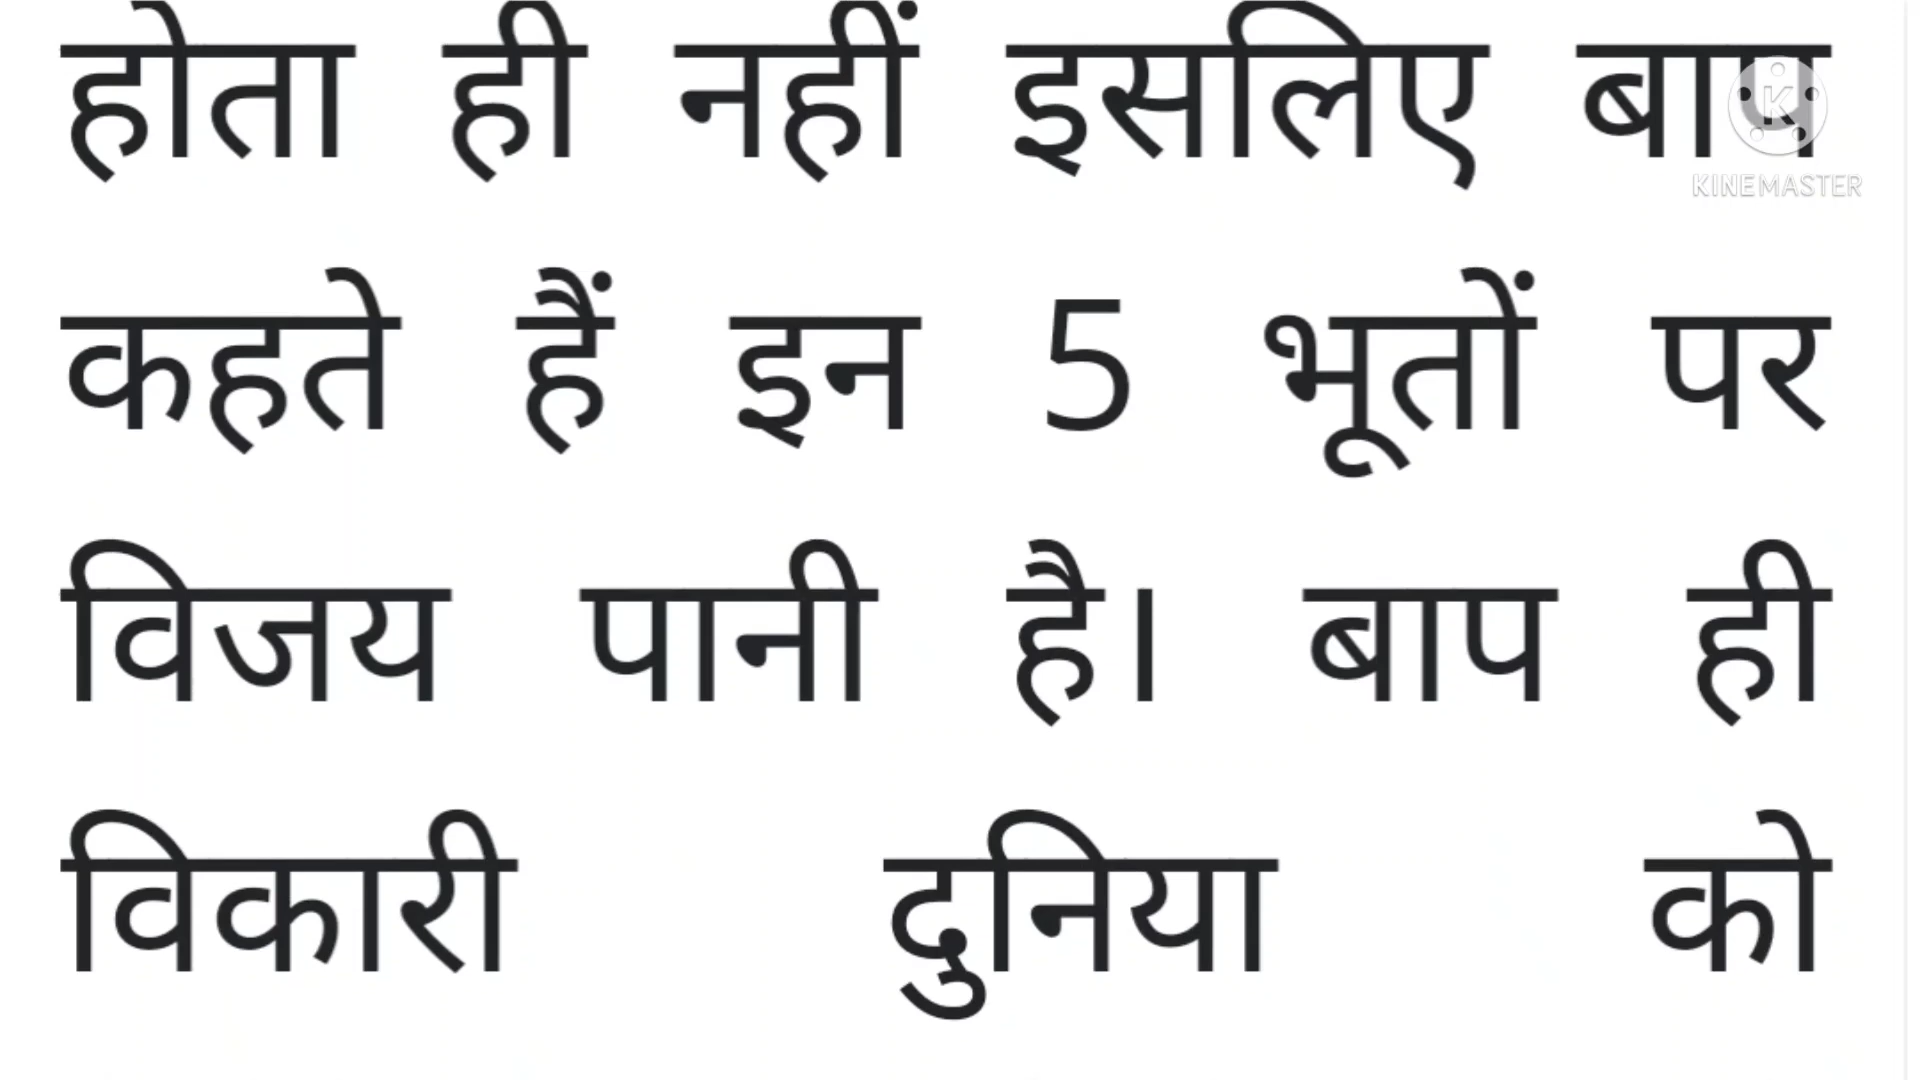 होता ही नहीं इसलिए बाप
KINEMASTER
कहते हैं इन 5 भूतों पर
विजय पानी है। बाप ही
विकारी दुनिया को